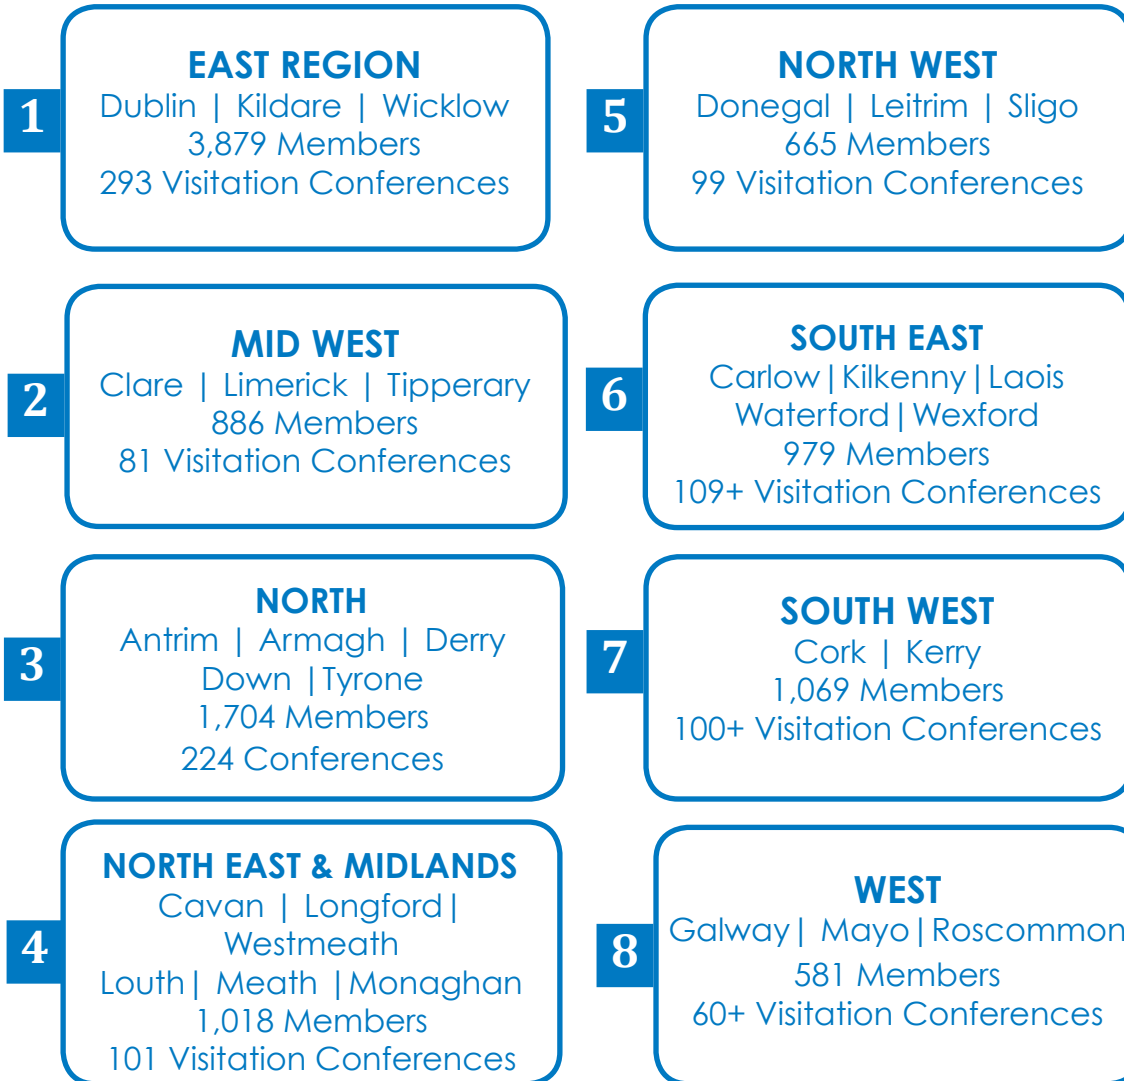 1
EAST REGION
Dublin | Kildare | Wicklow
3,879 Members
293 Visitation Conferences
2
MID WEST
Clare | Limerick | Tipperary
886 Members
81 Visitation Conferences
3
NORTH
Antrim | Armagh | Derry
Down |Tyrone
1,704 Members
224 Conferences
4
NORTH EAST & MIDLANDS
Cavan | Longford|
Westmeath
Louth| Meath |Monaghan
1,018 Members
101 Visitation Conferences
5
NORTH WEST
Donegal | Leitrim | Sligo
665 Members
99 Visitation Conferences
6
SOUTH EAST
Carlow|Kilkenny|Laois
Waterford|Wexford
979 Members
109+ Visitation Conferences
7
SOUTH WEST
Cork | Kerry
1,069 Members
100+ Visitation Conferences
8
WEST
Galway| Mayo|Roscommon
581 Members
60+ Visitation Conferences